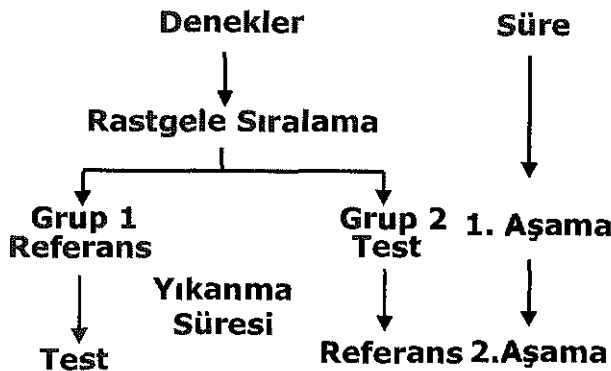 Denekler
Süre
Rastgele Sıralama
Grup 1
Referans
Grup 2
Test
1. Aşama
Yıkanma
Süresi
Test
Referans
2.Aşama